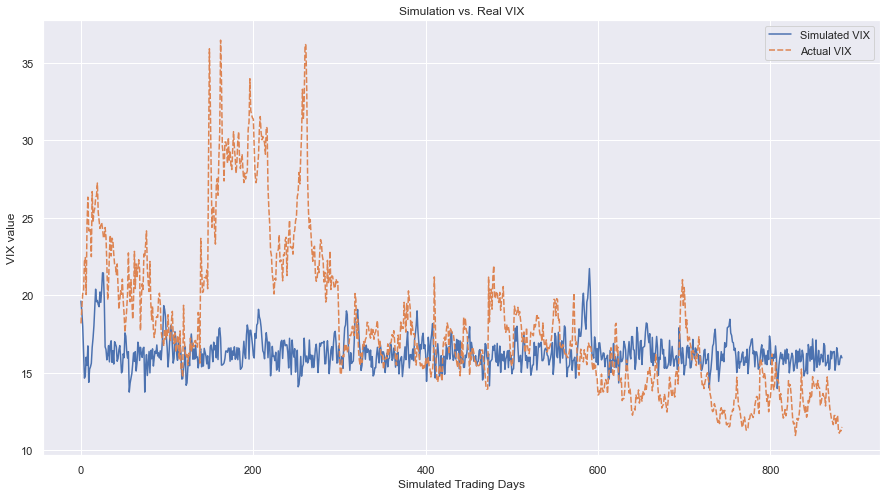 Simulation vs. Real VIX
Simulated VIX
Actual VIX
35
30
25
20
15
10
VIX value
0
200
400
600
800
Simulated Trading Days